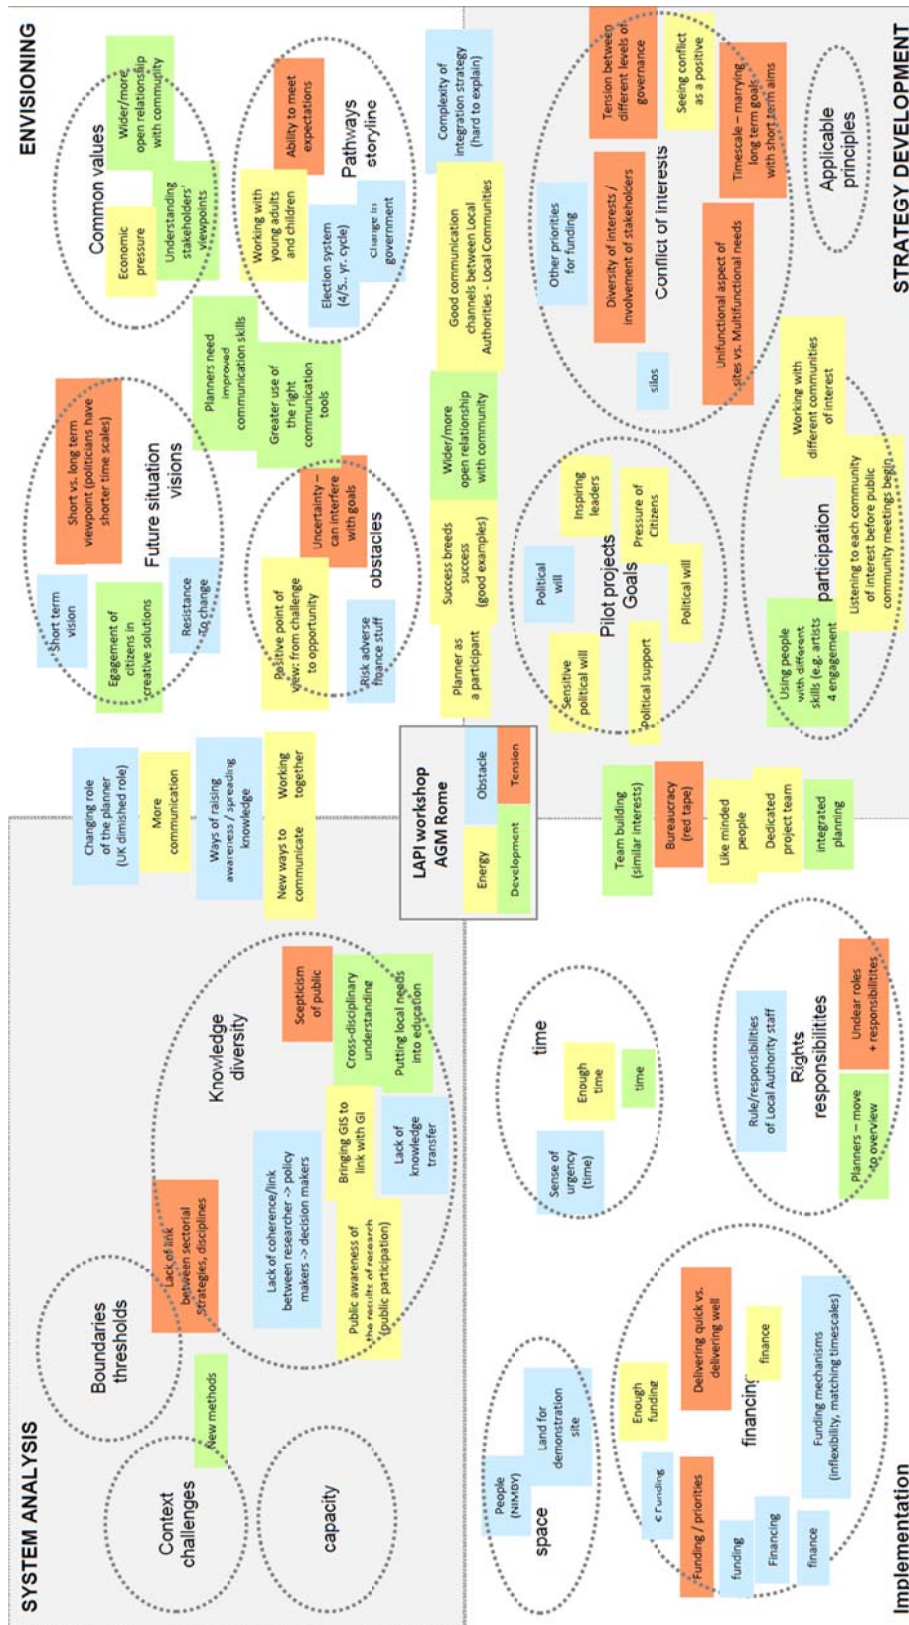 SYSTEM ANALYSIS
Context
challenges
capacity
New methods
Boundaries
thresholds
Lack of link
between sectorial
Strategies, disciplines
Knowledge
diversity
Lack of coherence/link
between researcher -> policy
makers -> decision makers
Public awareness of
the results of research
(public participation)
Bringing GIS to
link with GI
Lack of
knowledge
transfer
Scepticism
of public
Cross-disciplinary
understanding
Putting local needs
into education
Changing role
of the planner
(UK dimished role)
More
communication
Ways of raising
awareness / spreading
knowledge
New ways to
communicate
Working
together
ENVISIONING
Short term
vision
Short vs. long term
viewpoint (politicians have
shorter time scales)
Future situation
visions
Egagement of
citizens in
creative solutions
Resistance
to change
Common values
Economic
pressure
Wider/more
open relationship
with community
Understanding
stakeholders'
viewpoints
Planners need
improved
communication skills
Greater use of
the right
communication
tools
Positive point of
view: from challenge
to opportunity
Uncertainty –
can interfere
with goals
obstacles
Risk adverse
finance stuff
Working with
young adults
and children
Ability to meet
expectations
Pathways
storyline
Election system
(4/5.. yr. cycle)
Change in
government
Planner as
a participant
Success breeds
success
(good examples)
Wider/more
open relationship
with community
Good communication
channels between Local
Authorities - Local Communities
Complexity of
integration strategy
(hard to explain)
LAPI workshop
AGM Rome
Energy
Obstacle
Development
Tension
Implementation
People
(NIMBY)
Land for
demonstration
site
space
Sense of
urgency
(time)
Enough
time
time
time
Enough
funding
€ Funding
Funding / priorities
funding
Financing
finance
Delivering quick vs.
delivering well
financing
finance
Funding mechanisms
(inflexibility, matching timescales)
Rule/responsibilities
of Local Authority staff
Rights
responsibilitites
Planners – move
to overview
Unclear roles
+ responsibilitites
Team building
(similar interests)
Bureaucracy
(red tape)
Like minded
people
Dedicated
project team
integrated
planning
STRATEGY DEVELOPMENT
Political
will
Inspiring
leaders
Pilot projects
Goals
Sensitive
political will
Pressure of
Citizens
Political support
Political will
Other priorities
for funding
Tension between
different levels of
governance
Diversity of interests /
involvement of stakeholders
Seeing conflict
as a positive
silos
Conflict of interests
Unifunctional aspect of
sites vs. Multifunctional needs
Timescale – marrying
long term goals
with short term aims
Applicable
principles
Using people
with different
skills (e.g. artists
4 engagement
participation
Working with
different communities
of interest
Listening to each community
of interest before public
community meetings begin